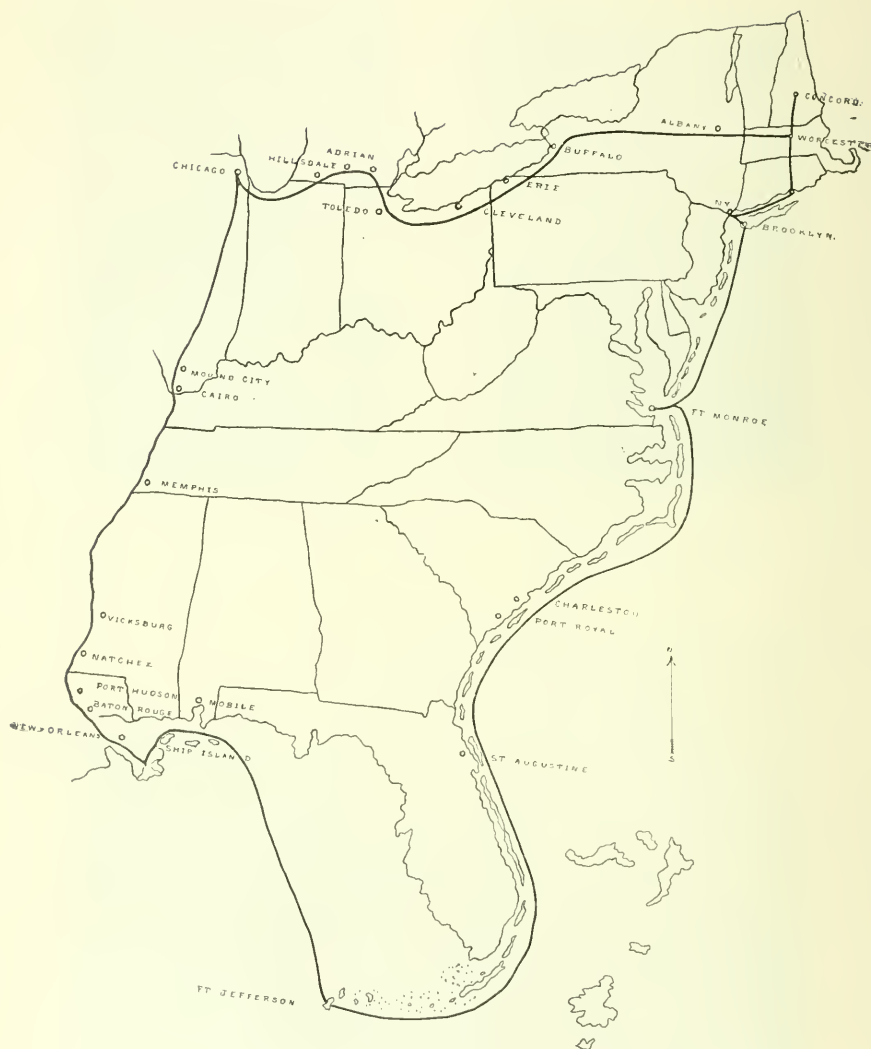 CONCORD.
ALBANY
WORCESTER
BUFFALO
ADRIAN
HILLSDALE
CHICAGO
ERIE
TOLEDO
CLEVELAND
NY
BROOKLYN.
MOUND CITY
CAIRO
FT MONROE
MEMPHIS
CHARLESTON
PORT ROYAL
VICKSBURG
NATCHEZ
PORT HUDSON
MOBILE
BATON ROUGE
NEW ORLEANS
SHIP ISLAND
ST AUGUSTINE
S
FT JEFFERSON